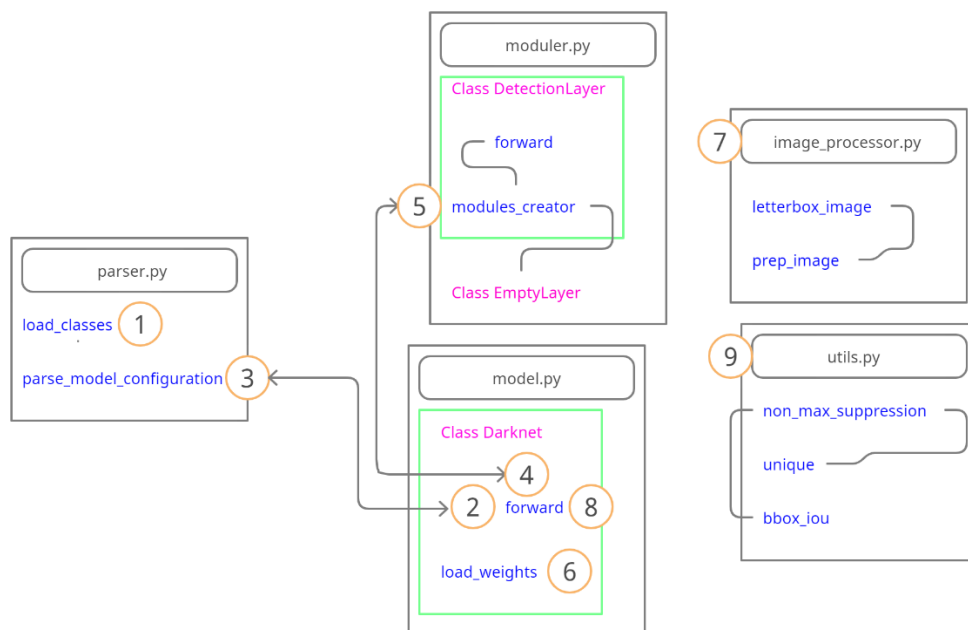 moduler.py
Class DetectionLayer
forward
5
modules_creator
Class EmptyLayer
7
image_processor.py
letterbox_image
prep_image
parser.py
load_classes 1
parse_model_configuration 3
model.py
Class Darknet
4
2 forward 8
load_weights 6
9
utils.py
non_max_suppression
unique
bbox_iou